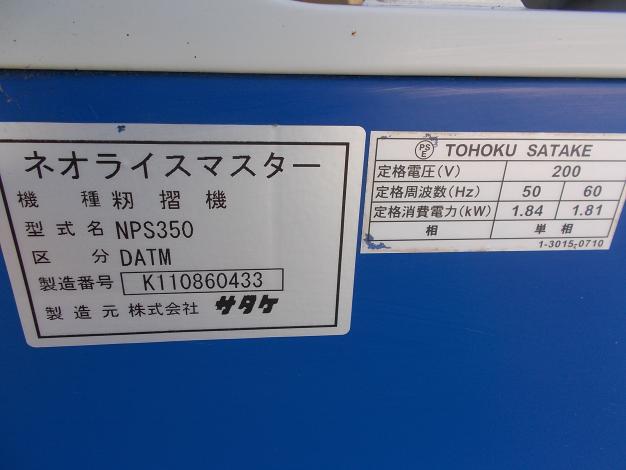 ネオライスマスター
機種 籾摺機
型式名 NPS350
区分 DATM
製造番号 K110860433
製造元 株式会社 サタケ
PSE TOHOKU SATAKE
定格電圧(V) 200
定格周波数(Hz) 50 60
定格消費電力(kW) 1.84 1.81
相 単相
1-3015-0710